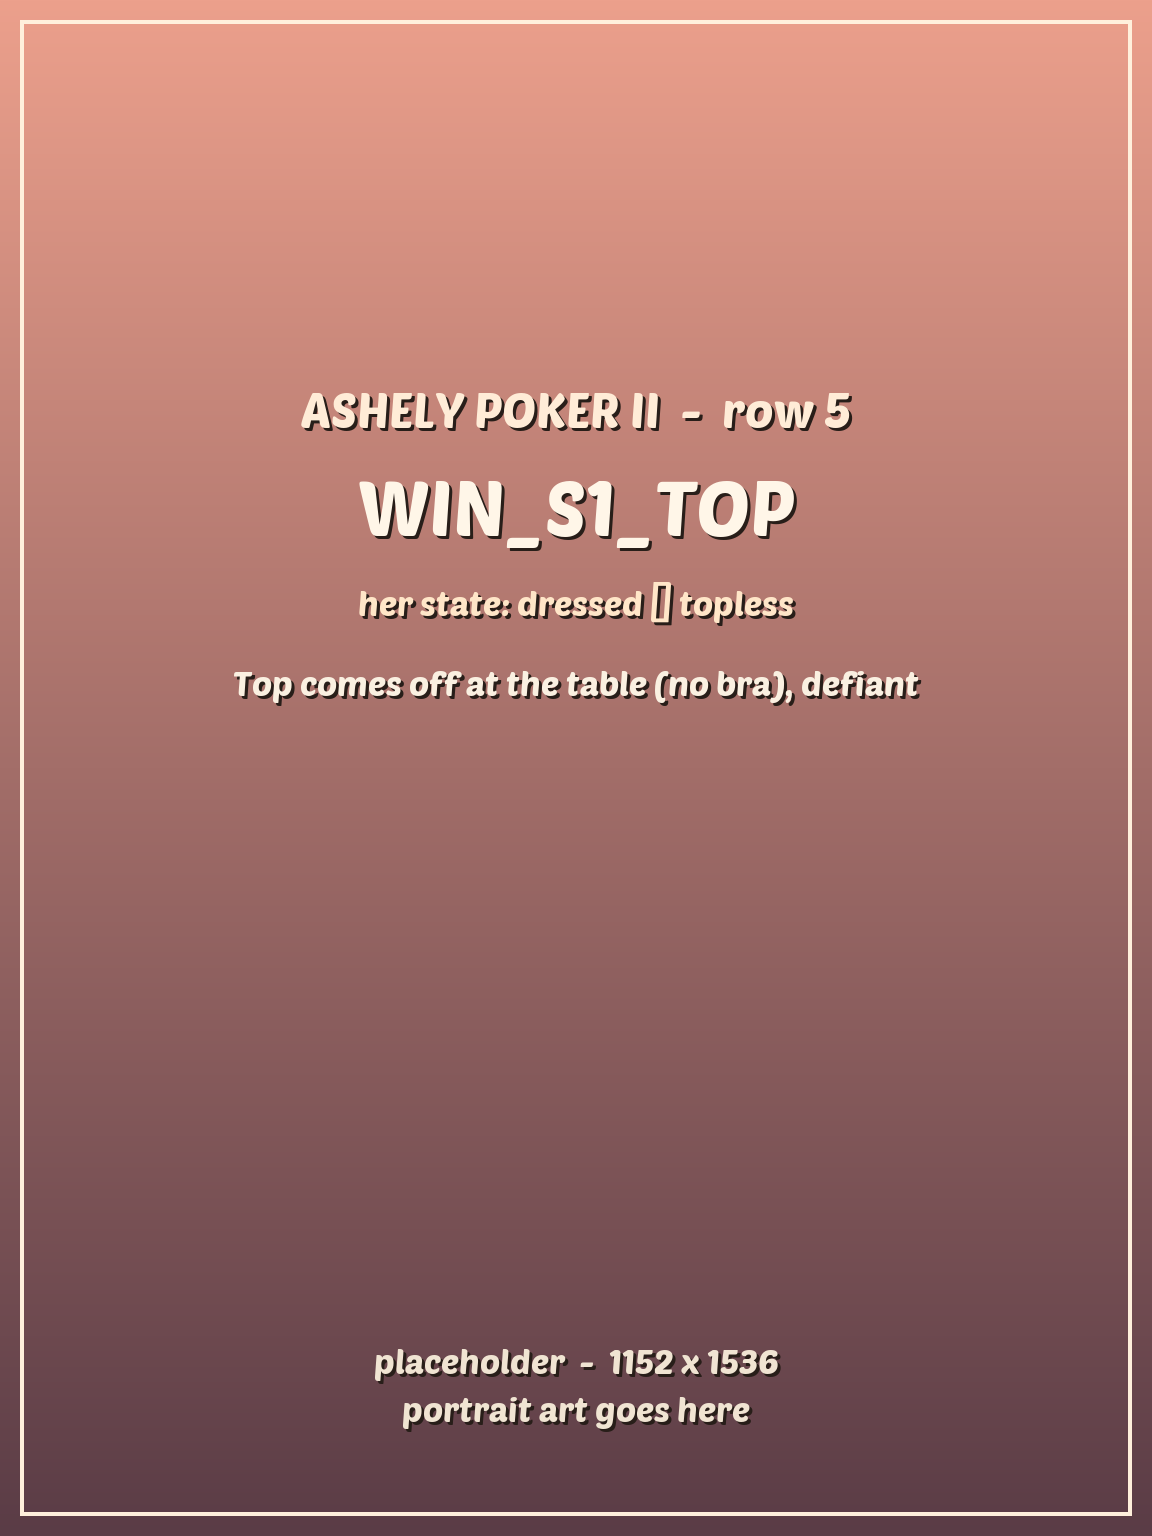 ASHELY POKER II - row 5
WIN_S1_TOP
her state: dressed ▯ topless
Top comes off at the table (no bra), defiant
placeholder - 1152 x 1536
portrait art goes here